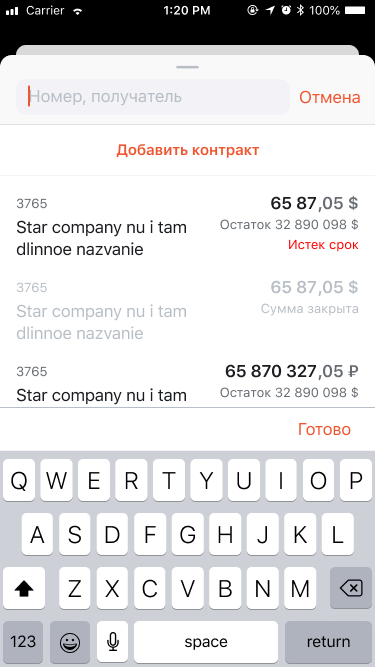 Carrier 1:20 PM 100%
Номер, получатель Отмена
Добавить контракт
3765 65 87,05 $
Star company nu i tam Остаток 32 890 098 $
dlinnoe nazvanie Истек срок
3765 65 87,05 $
Star company nu i tam Сумма закрыта
dlinnoe nazvanie
3765 65 870 327,05 ₽
Star company nu i tam Остаток 32 890 098 $
Готово
Q W E R T Y U I O P
A S D F G H J K L
Z X C V B N M
123 space return